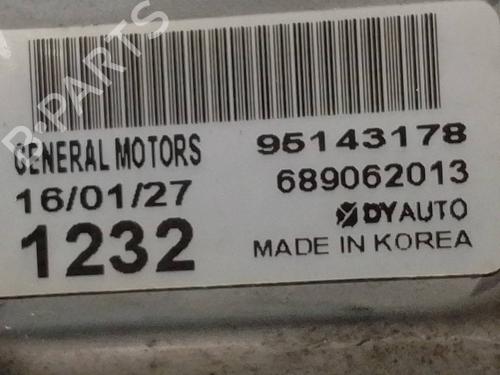 B-PARTS
GENERAL MOTORS 95143178
16/01/27 689062013
1232 DYAUTO
MADE IN KOREA